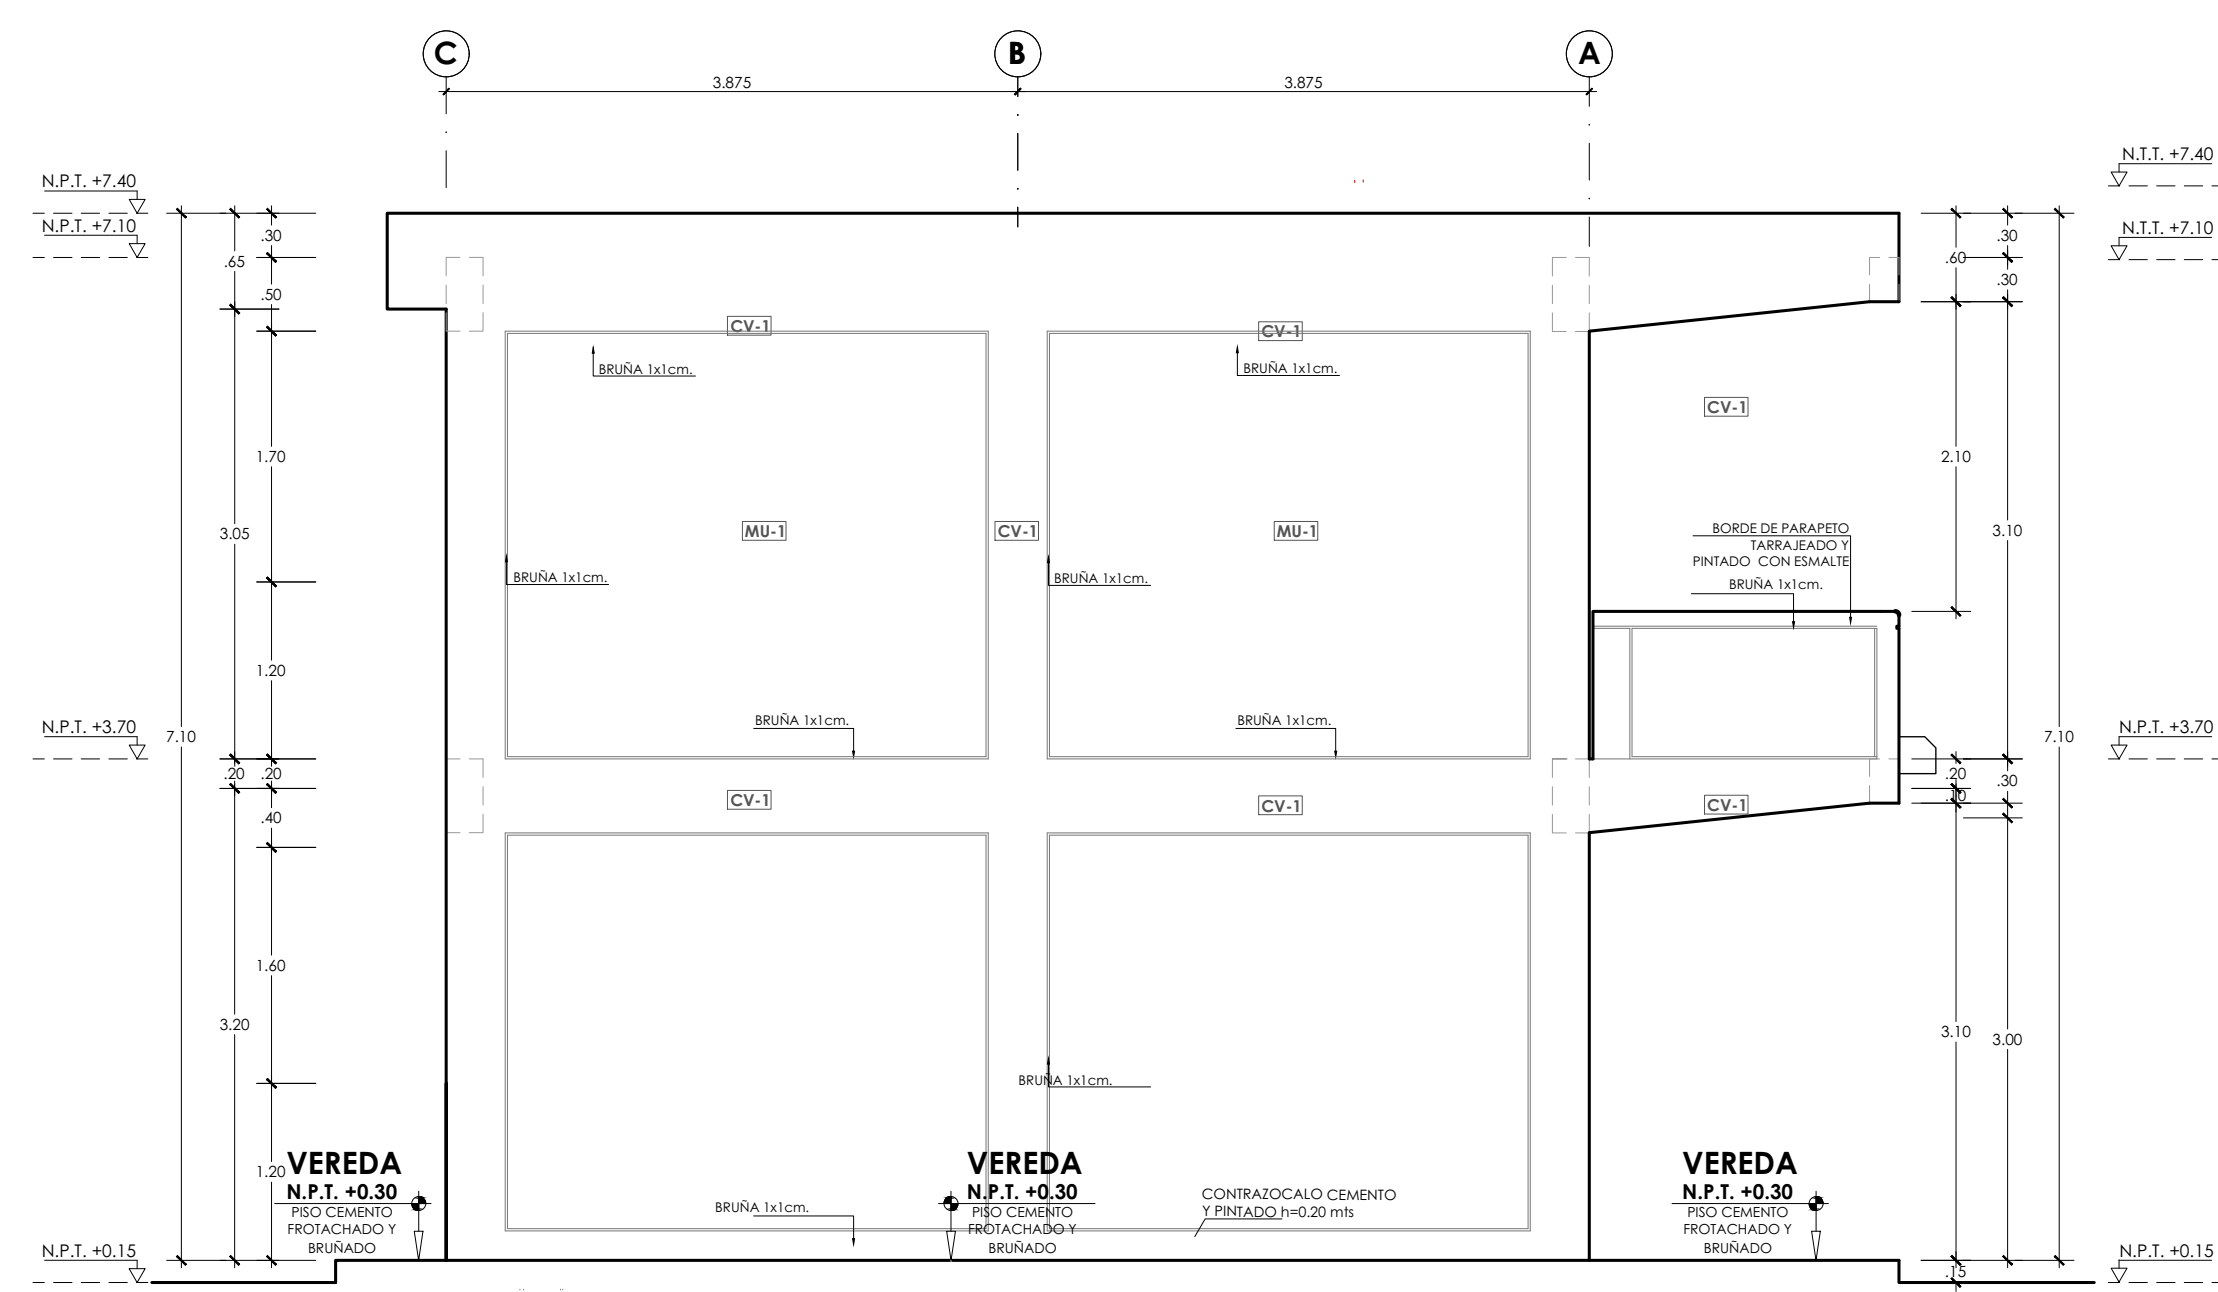 C
B
A
3.875
3.875
N.P.T. +7.40
N.T.T. +7.40
N.P.T. +7.10
N.T.T. +7.10
.30
.65
.50
.30
.60
.30
CV-1
CV-1
BRUÑA 1x1cm.
BRUÑA 1x1cm.
CV-1
1.70
2.10
3.05
MU-1
CV-1
MU-1
3.10
BORDE DE PARAPETO
TARRAJEADO Y
PINTADO CON ESMALTE
BRUÑA 1x1cm.
BRUÑA 1x1cm.
BRUÑA 1x1cm.
1.20
BRUÑA 1x1cm.
BRUÑA 1x1cm.
N.P.T. +3.70
N.P.T. +3.70
7.10
7.10
.20
.20
.20
.30
.10
CV-1
CV-1
CV-1
.40
1.60
3.20
3.10
3.00
BRUÑA 1x1cm.
1.20
VEREDA
N.P.T. +0.30
PISO CEMENTO
FROTACHADO Y
BRUÑADO
BRUÑA 1x1cm.
VEREDA
N.P.T. +0.30
PISO CEMENTO
FROTACHADO Y
BRUÑADO
CONTRAZOCALO CEMENTO
Y PINTADO h=0.20 mts
VEREDA
N.P.T. +0.30
PISO CEMENTO
FROTACHADO Y
BRUÑADO
N.P.T. +0.15
N.P.T. +0.15
.15